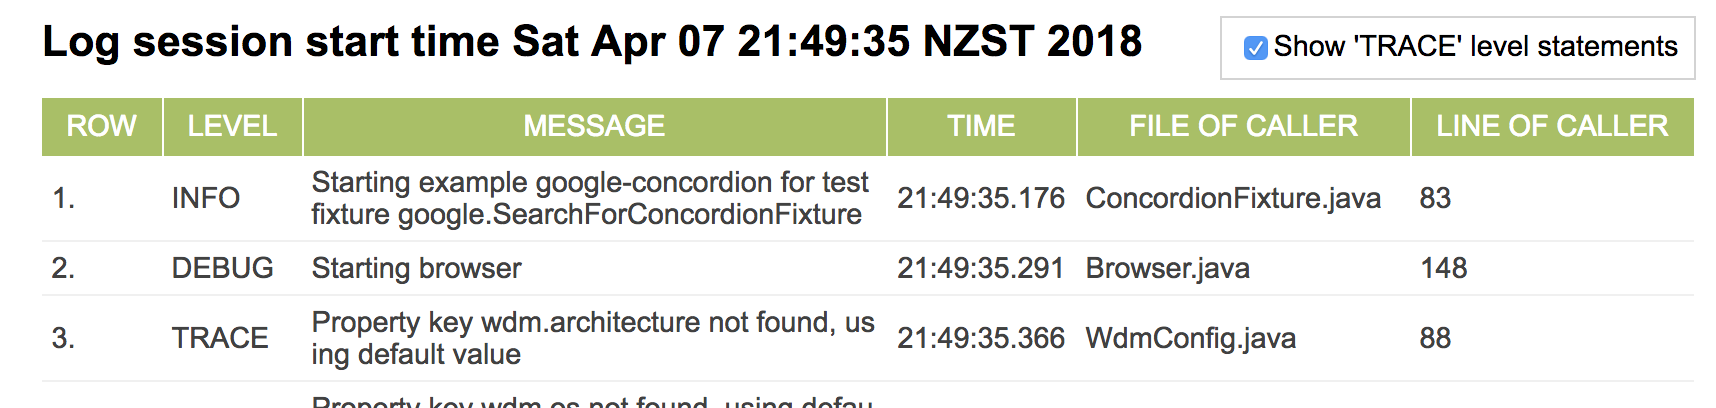 Log session start time Sat Apr 07 21:49:35 NZST 2018
Show 'TRACE' level statements
ROW LEVEL MESSAGE TIME FILE OF CALLER LINE OF CALLER
1. INFO Starting example google-concordion for test 21:49:35.176 ConcordionFixture.java 83
fixture google.SearchForConcordionFixture
2. DEBUG Starting browser 21:49:35.291 Browser.java 148
3. TRACE Property key wdm.architecture not found, us 21:49:35.366 WdmConfig.java 88
ing default value
Property key wdm.os not found, using defau